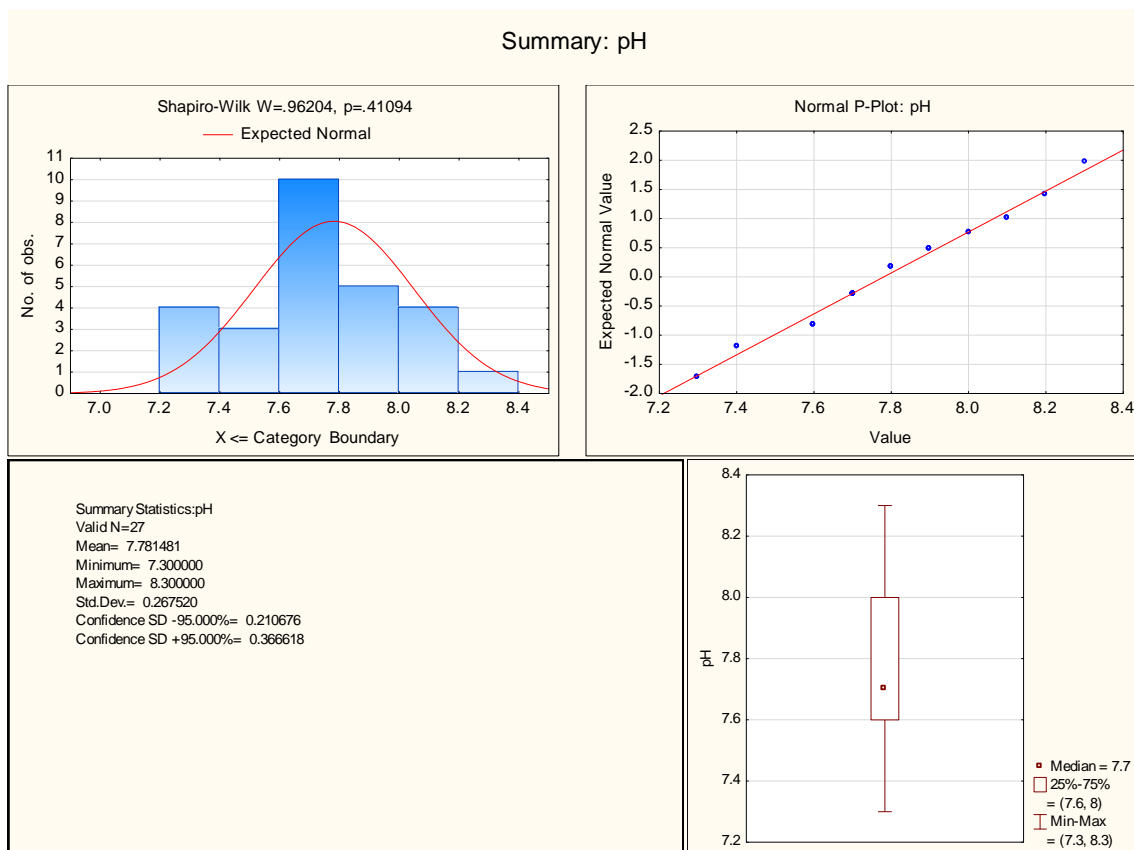 Summary: pH
Shapiro-Wilk W=.96204, p=.41094
Expected Normal
11
10
9
8
7
6
5
4
3
2
1
0
No. of obs.
7.0 7.2 7.4 7.6 7.8 8.0 8.2 8.4
X <= Category Boundary
Normal P-Plot: pH
2.5
2.0
1.5
1.0
0.5
0.0
-0.5
-1.0
-1.5
-2.0
Expected Normal Value
7.2 7.4 7.6 7.8 8.0 8.2 8.4
Value
Summary Statistics:pH
Valid N=27
Mean= 7.781481
Minimum= 7.300000
Maximum= 8.300000
Std.Dev.= 0.267520
Confidence SD -95.000%= 0.210676
Confidence SD +95.000%= 0.366618
8.4
8.2
8.0
7.8
7.6
7.4
7.2
pH
Median = 7.7
25%-75%
= (7.6, 8)
Min-Max
= (7.3, 8.3)